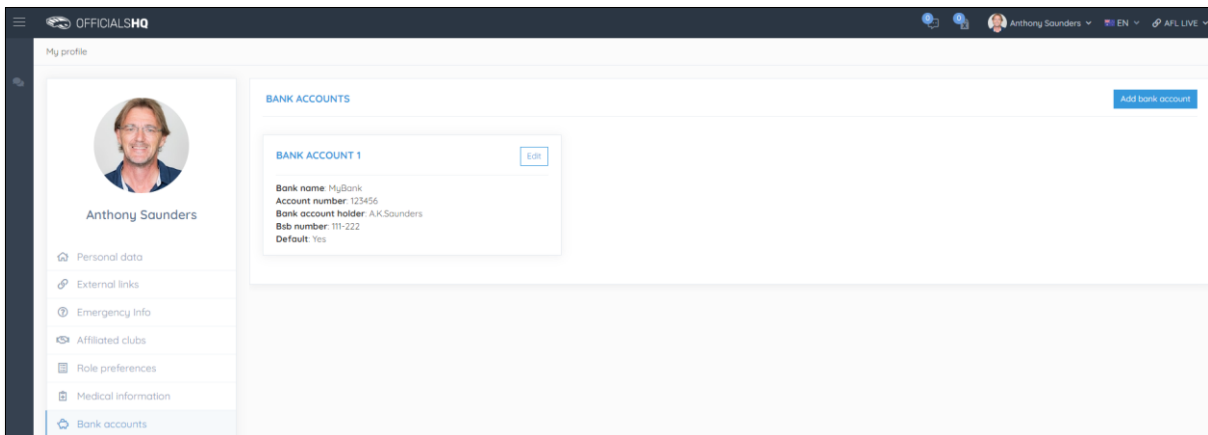 OFFICIALSHQ
0
0
Anthony Saunders
EN
AFL LIVE
My profile
Anthony Saunders
Personal data
External links
Emergency Info
Affiliated clubs
Role preferences
Medical information
Bank accounts
BANK ACCOUNTS
Add bank account
BANK ACCOUNT 1
Edit
Bank name: MyBank
Account number: 123456
Bank account holder: A.K.Saunders
Bsb number: 111-222
Default: Yes